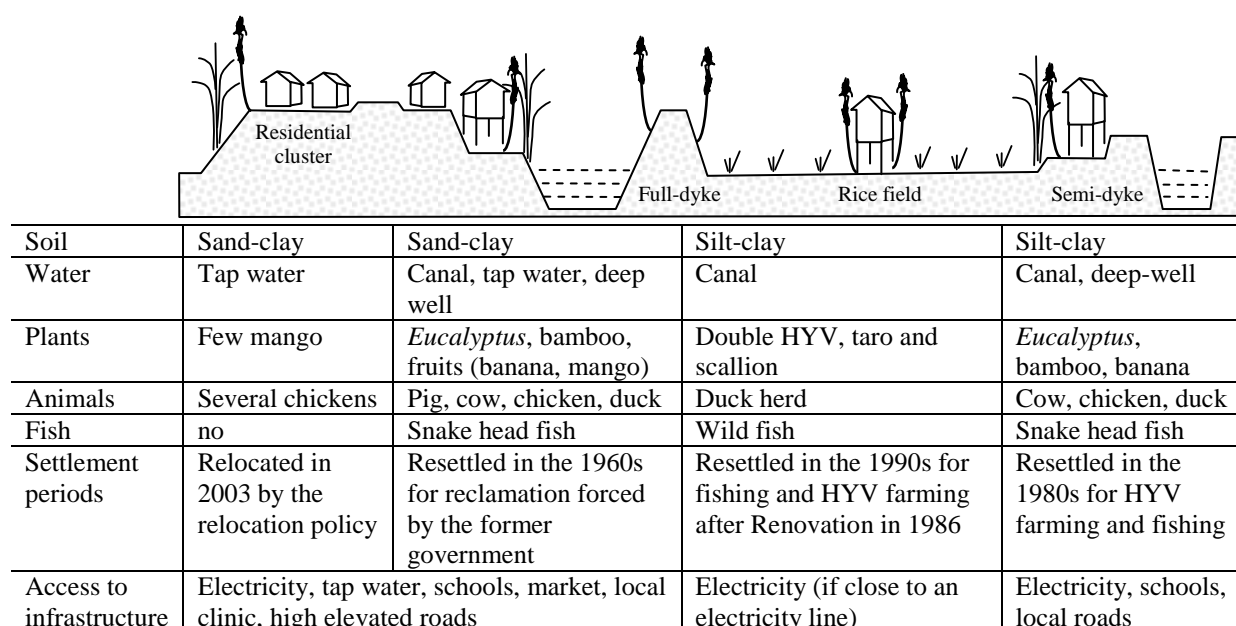 Residential
cluster
Full-dyke
Rice field
Semi-dyke
Soil Sand-clay Sand-clay Silt-clay Silt-clay
Water Tap water Canal, tap water, deep well Canal Canal, deep-well
Plants Few mango Eucalyptus, bamboo, fruits (banana, mango) Double HYV, taro and scallion Eucalyptus, bamboo, banana
Animals Several chickens Pig, cow, chicken, duck Duck herd Cow, chicken, duck
Fish no Snake head fish Wild fish Snake head fish
Settlement periods Relocated in 2003 by the relocation policy Resettled in the 1960s for reclamation forced by the former government Resettled in the 1990s for fishing and HYV farming after Renovation in 1986 Resettled in the 1980s for HYV farming and fishing
Access to infrastructure Electricity, tap water, schools, market, local clinic, high elevated roads Electricity (if close to an electricity line) Electricity, schools, local roads